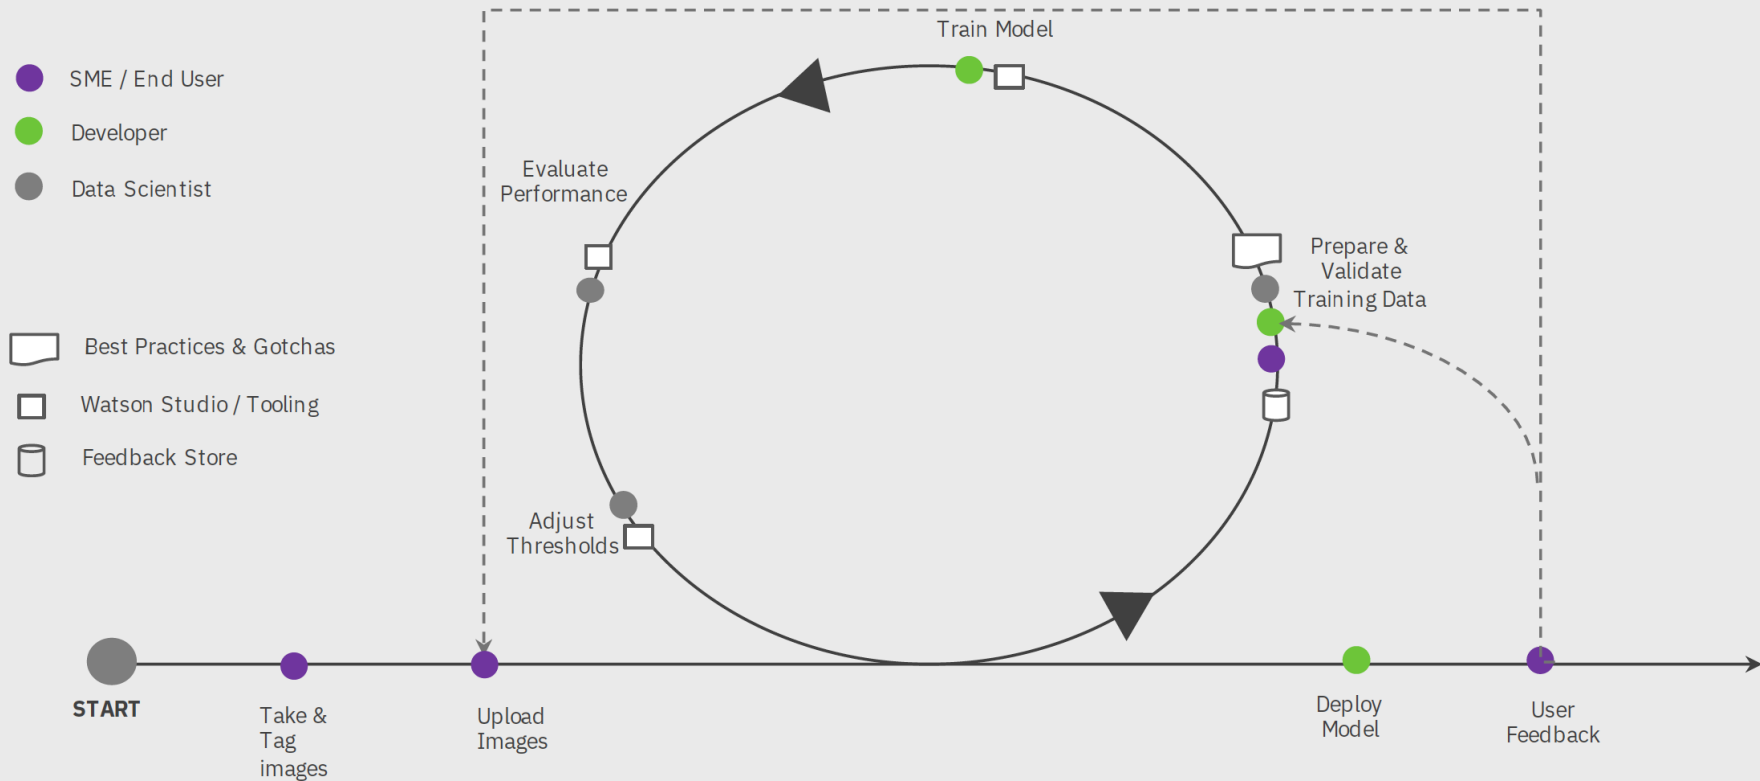 Train Model
SME / End User
Developer
Data Scientist
Evaluate
Performance
Prepare &
Validate
Training Data
Best Practices & Gotchas
Watson Studio / Tooling
Feedback Store
Adjust
Thresholds
START
Take &
Tag
images
Upload
Images
Deploy
Model
User
Feedback